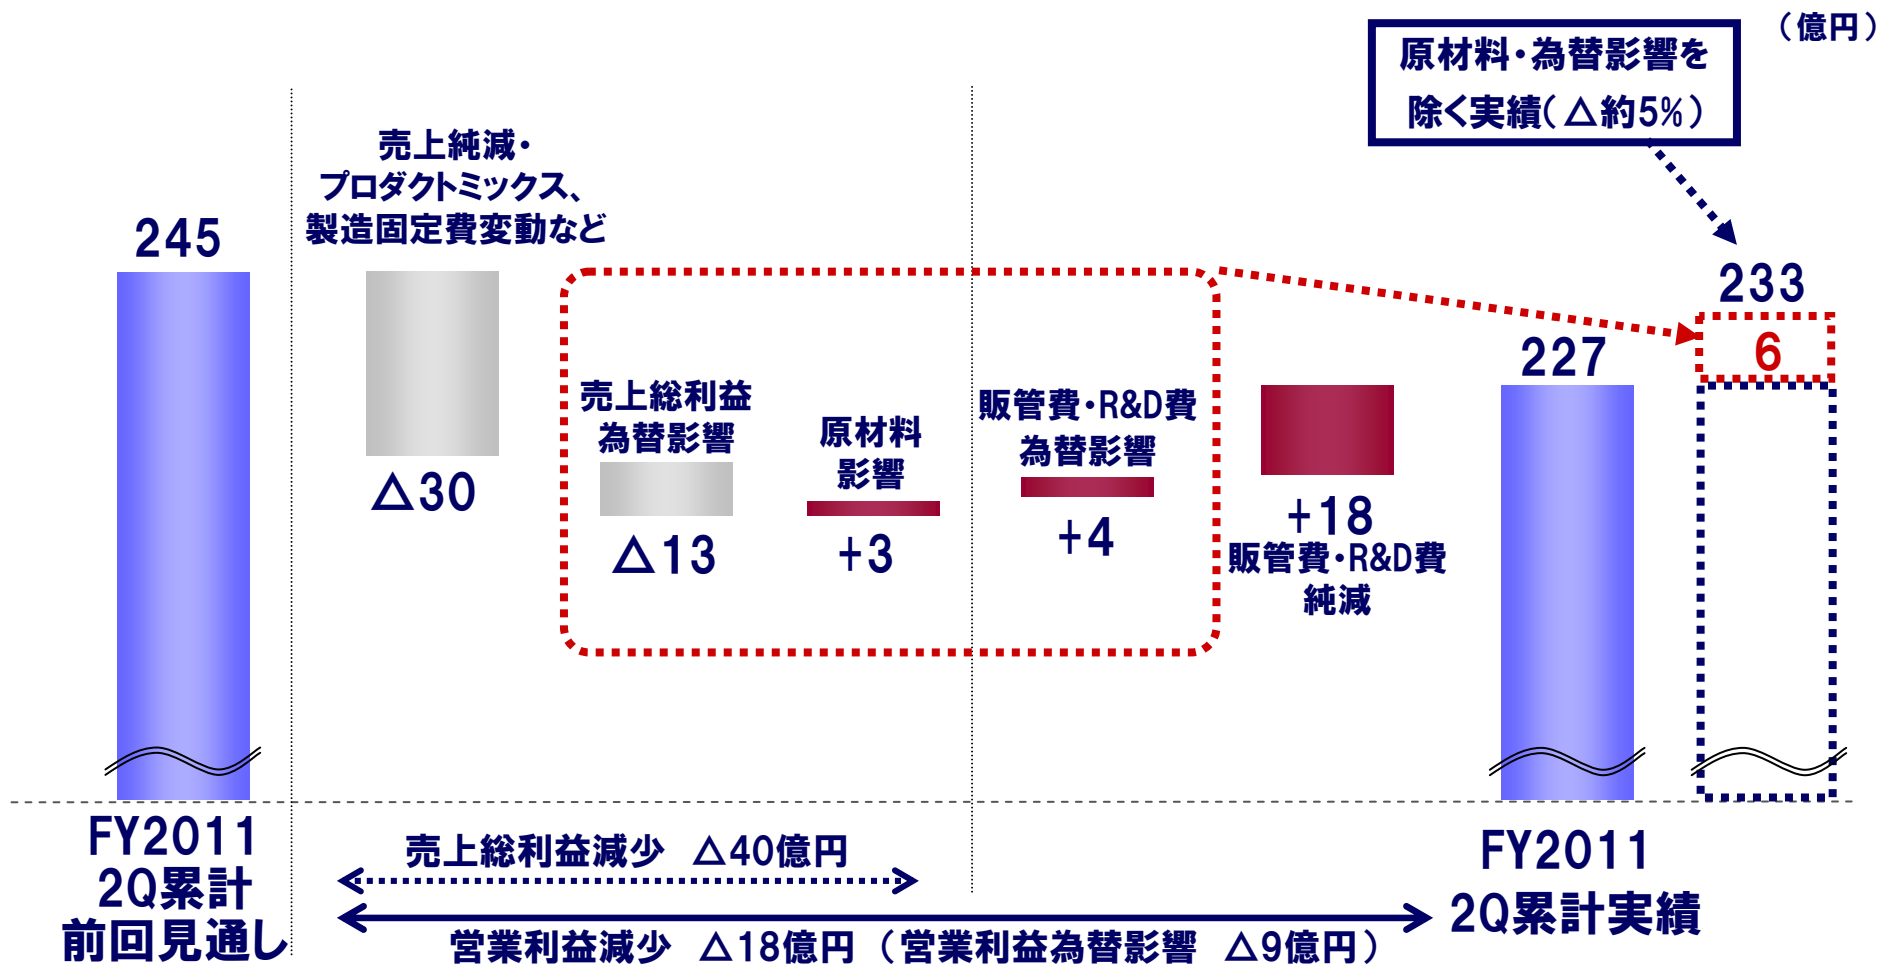 （億円）
原材料・為替影響を
除く実績（△約5%）
売上純減・
プロダクトミックス、
製造固定費変動など
245
△30
売上総利益
為替影響
△13
原材料
影響
+3
販管費・R&D費
為替影響
+4
+18
販管費・R&D費
純減
227
233
6
FY2011
2Q累計
前回見通し
売上総利益減少 △40億円
営業利益減少 △18億円（営業利益為替影響 △9億円）
FY2011
2Q累計実績